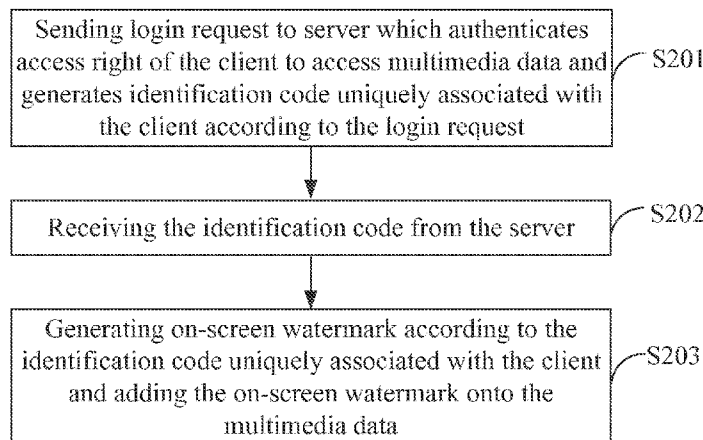 Sending login request to server which authenticates
access right of the client to access multimedia data and
generates identification code uniquely associated with
the client according to the login request
S201
Receiving the identification code from the server
S202
Generating on-screen watermark according to the
identification code uniquely associated with the client
and adding the on-screen watermark onto the
multimedia data
S203